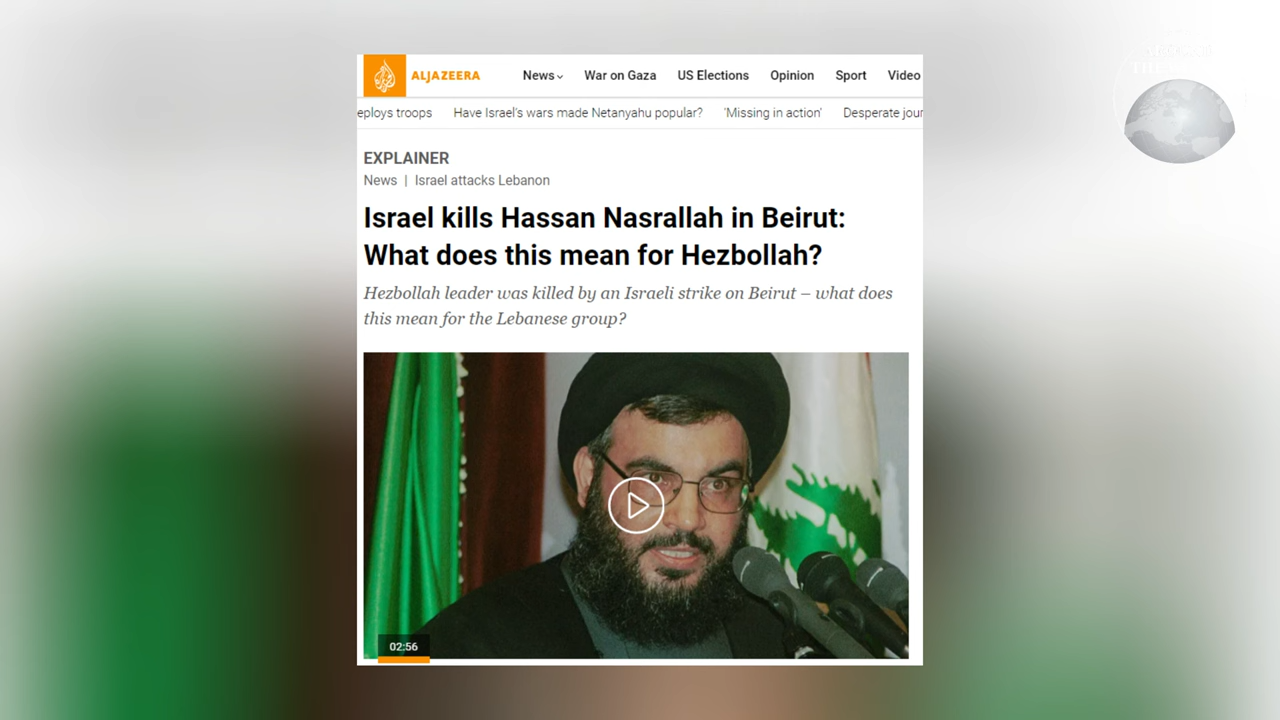 ALJAZEERA
News War on Gaza US Elections Opinion Sport Video
eploys troops Have Israel's wars made Netanyahu popular? 'Missing in action' Desperate jour
EXPLAINER
News | Israel attacks Lebanon
Israel kills Hassan Nasrallah in Beirut:
What does this mean for Hezbollah?
Hezbollah leader was killed by an Israeli strike on Beirut – what does
this mean for the Lebanese group?
02:56